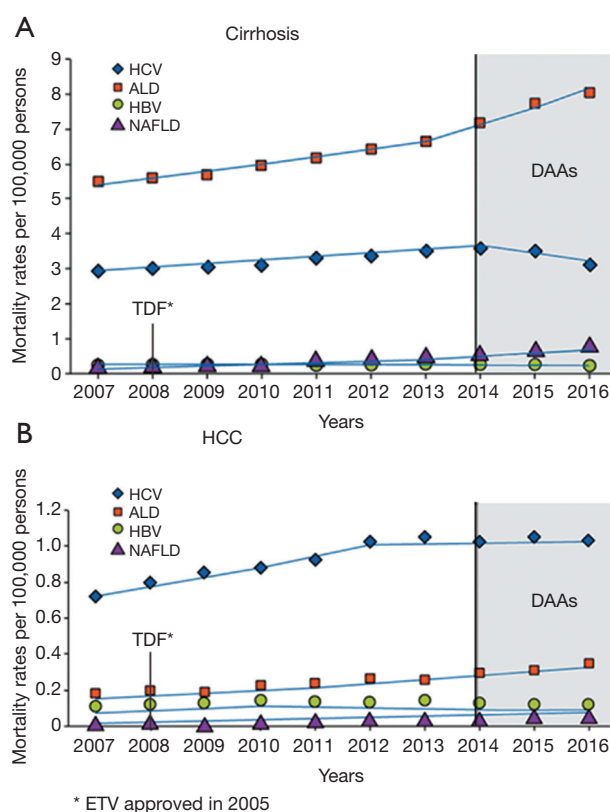 A
Cirrhosis
Mortality rates per 100,000 persons
9
8
7
6
5
4
3
2
1
0
HCV
ALD
HBV
NAFLD
DAAs
TDF*
2007 2008 2009 2010 2011 2012 2013 2014 2015 2016
Years
B
HCC
Mortality rates per 100,000 persons
1.2
1.0
0.8
0.6
0.4
0.2
0
HCV
ALD
HBV
NAFLD
DAAs
TDF*
2007 2008 2009 2010 2011 2012 2013 2014 2015 2016
Years
* ETV approved in 2005